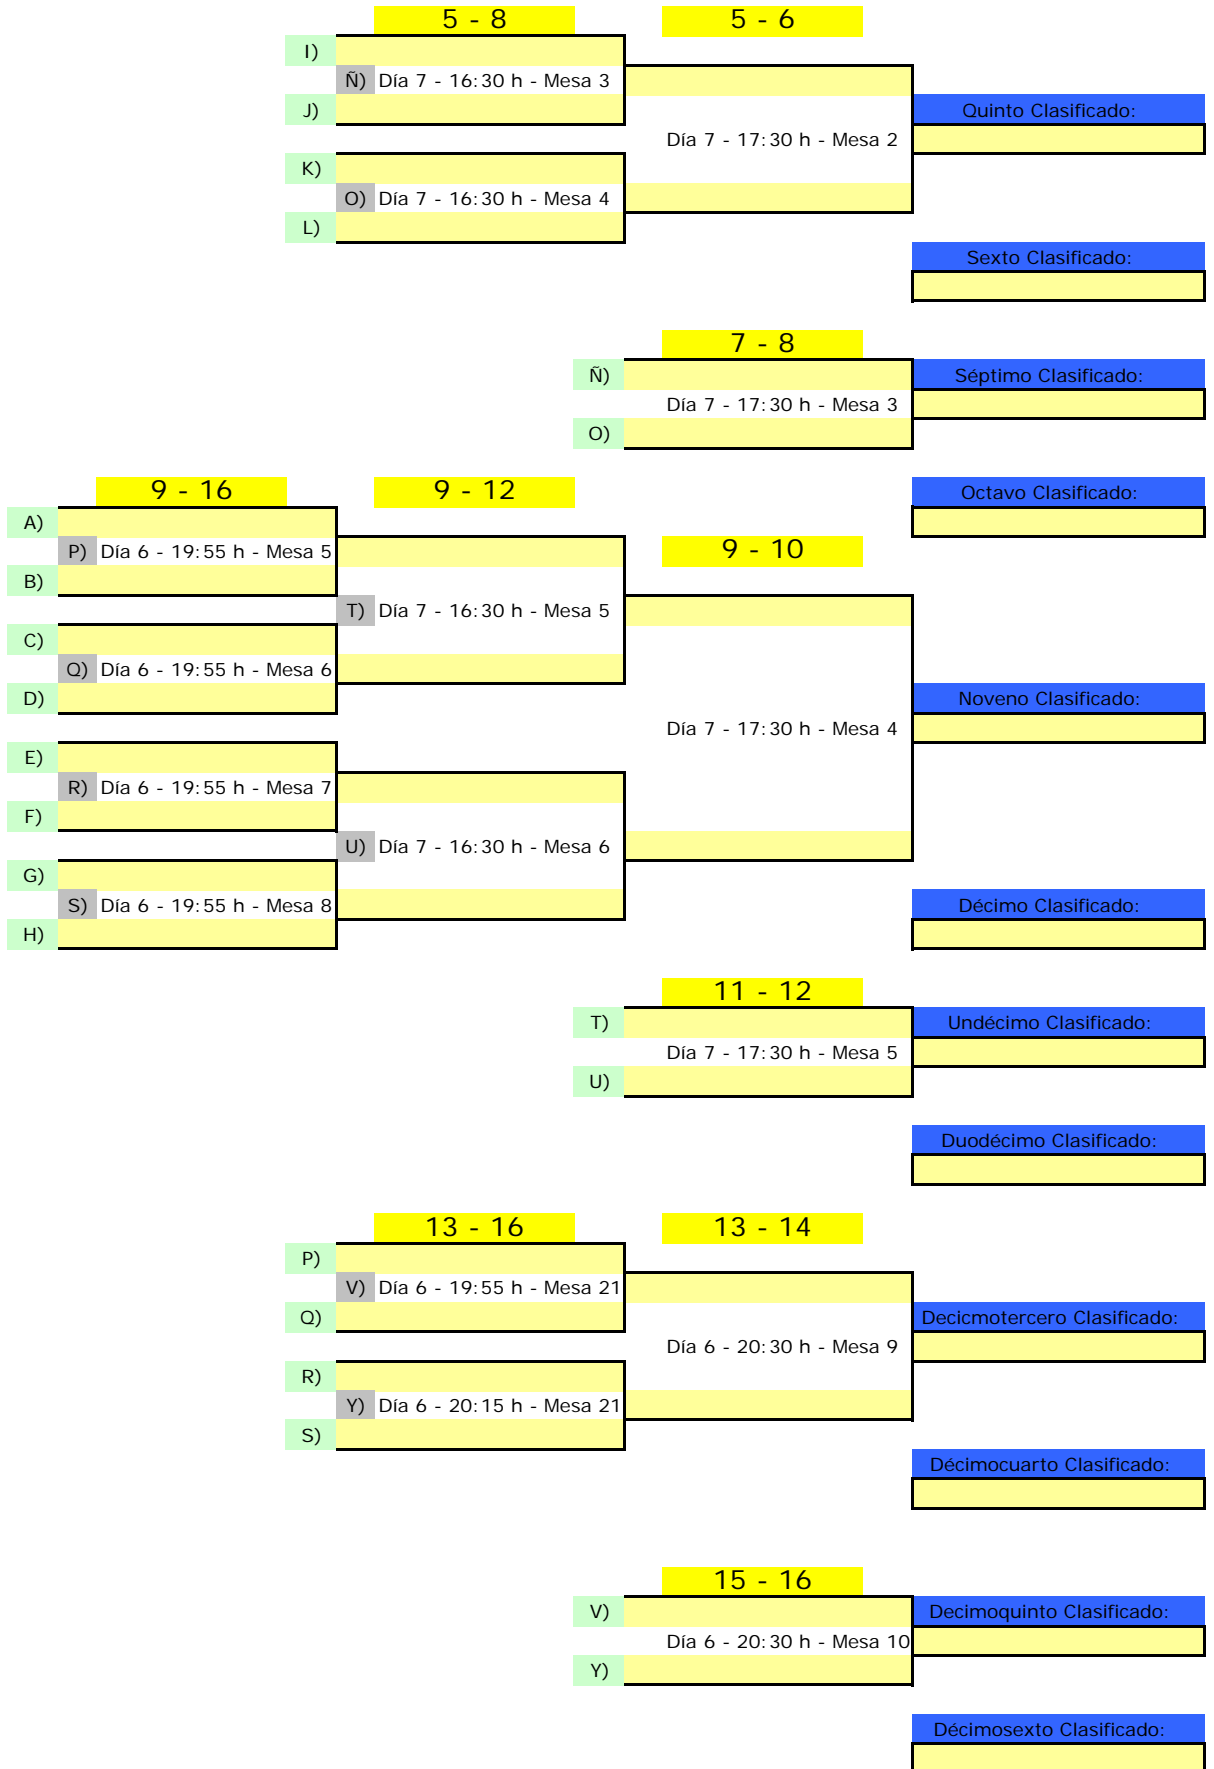 5 - 8 5 - 6
I)
Ñ) Día 7 - 16:30 h - Mesa 3
J) Quinto Clasificado:
Día 7 - 17:30 h - Mesa 2
K)
O) Día 7 - 16:30 h - Mesa 4
L)
Sexto Clasificado:
7 - 8
Ñ) Séptimo Clasificado:
Día 7 - 17:30 h - Mesa 3
O)
9 - 16 9 - 12 Octavo Clasificado:
A)
P) Día 6 - 19:55 h - Mesa 5 9 - 10
B)
T) Día 7 - 16:30 h - Mesa 5
C)
Q) Día 6 - 19:55 h - Mesa 6
D) Noveno Clasificado:
Día 7 - 17:30 h - Mesa 4
E)
R) Día 6 - 19:55 h - Mesa 7
F)
U) Día 7 - 16:30 h - Mesa 6
G)
S) Día 6 - 19:55 h - Mesa 8 Décimo Clasificado:
H)
11 - 12
T) Undécimo Clasificado:
Día 7 - 17:30 h - Mesa 5
U)
Duodécimo Clasificado:
13 - 16 13 - 14
P)
V) Día 6 - 19:55 h - Mesa 21
Q) Decicmotercero Clasificado:
Día 6 - 20:30 h - Mesa 9
R)
Y) Día 6 - 20:15 h - Mesa 21
S)
Décimocuarto Clasificado:
15 - 16
V) Decimoquinto Clasificado:
Día 6 - 20:30 h - Mesa 10
Y)
Décimosexto Clasificado: